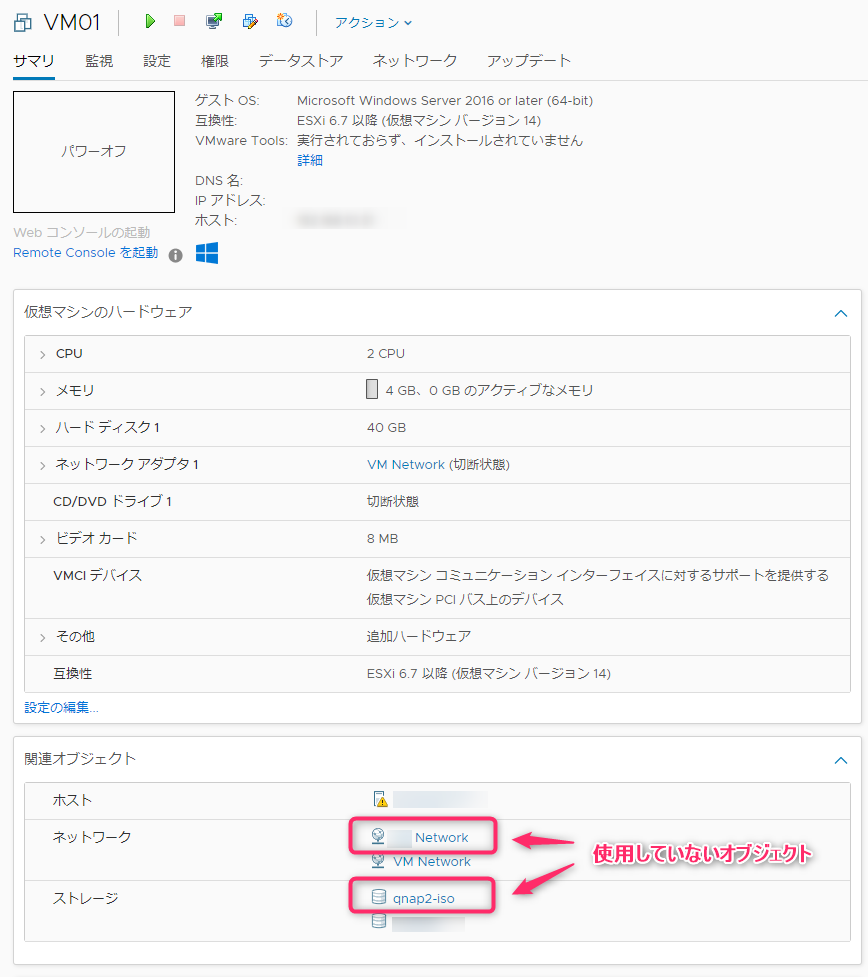 VM01 アクション
サマリ 監視 設定 権限 データストア ネットワーク アップデート
パワーオフ
ゲスト OS: Microsoft Windows Server 2016 or later (64-bit)
互換性: ESXi 6.7 以降 (仮想マシン バージョン 14)
VMware Tools: 実行されておらず、インストールされていません
詳細
DNS 名:
IP アドレス:
ホスト:
Web コンソールの起動
Remote Console を起動
仮想マシンのハードウェア
CPU 2 CPU
メモリ 4 GB、0 GB のアクティブなメモリ
ハード ディスク 1 40 GB
ネットワーク アダプタ 1 VM Network (切断状態)
CD/DVD ドライブ 1 切断状態
ビデオ カード 8 MB
VMCI デバイス 仮想マシン コミュニケーション インターフェイスに対するサポートを提供する
仮想マシン PCI バス上のデバイス
その他 追加ハードウェア
互換性 ESXi 6.7 以降 (仮想マシン バージョン 14)
設定の編集...
関連オブジェクト
ホスト
ネットワーク Network
VM Network
使用していないオブジェクト
ストレージ qnap2-iso